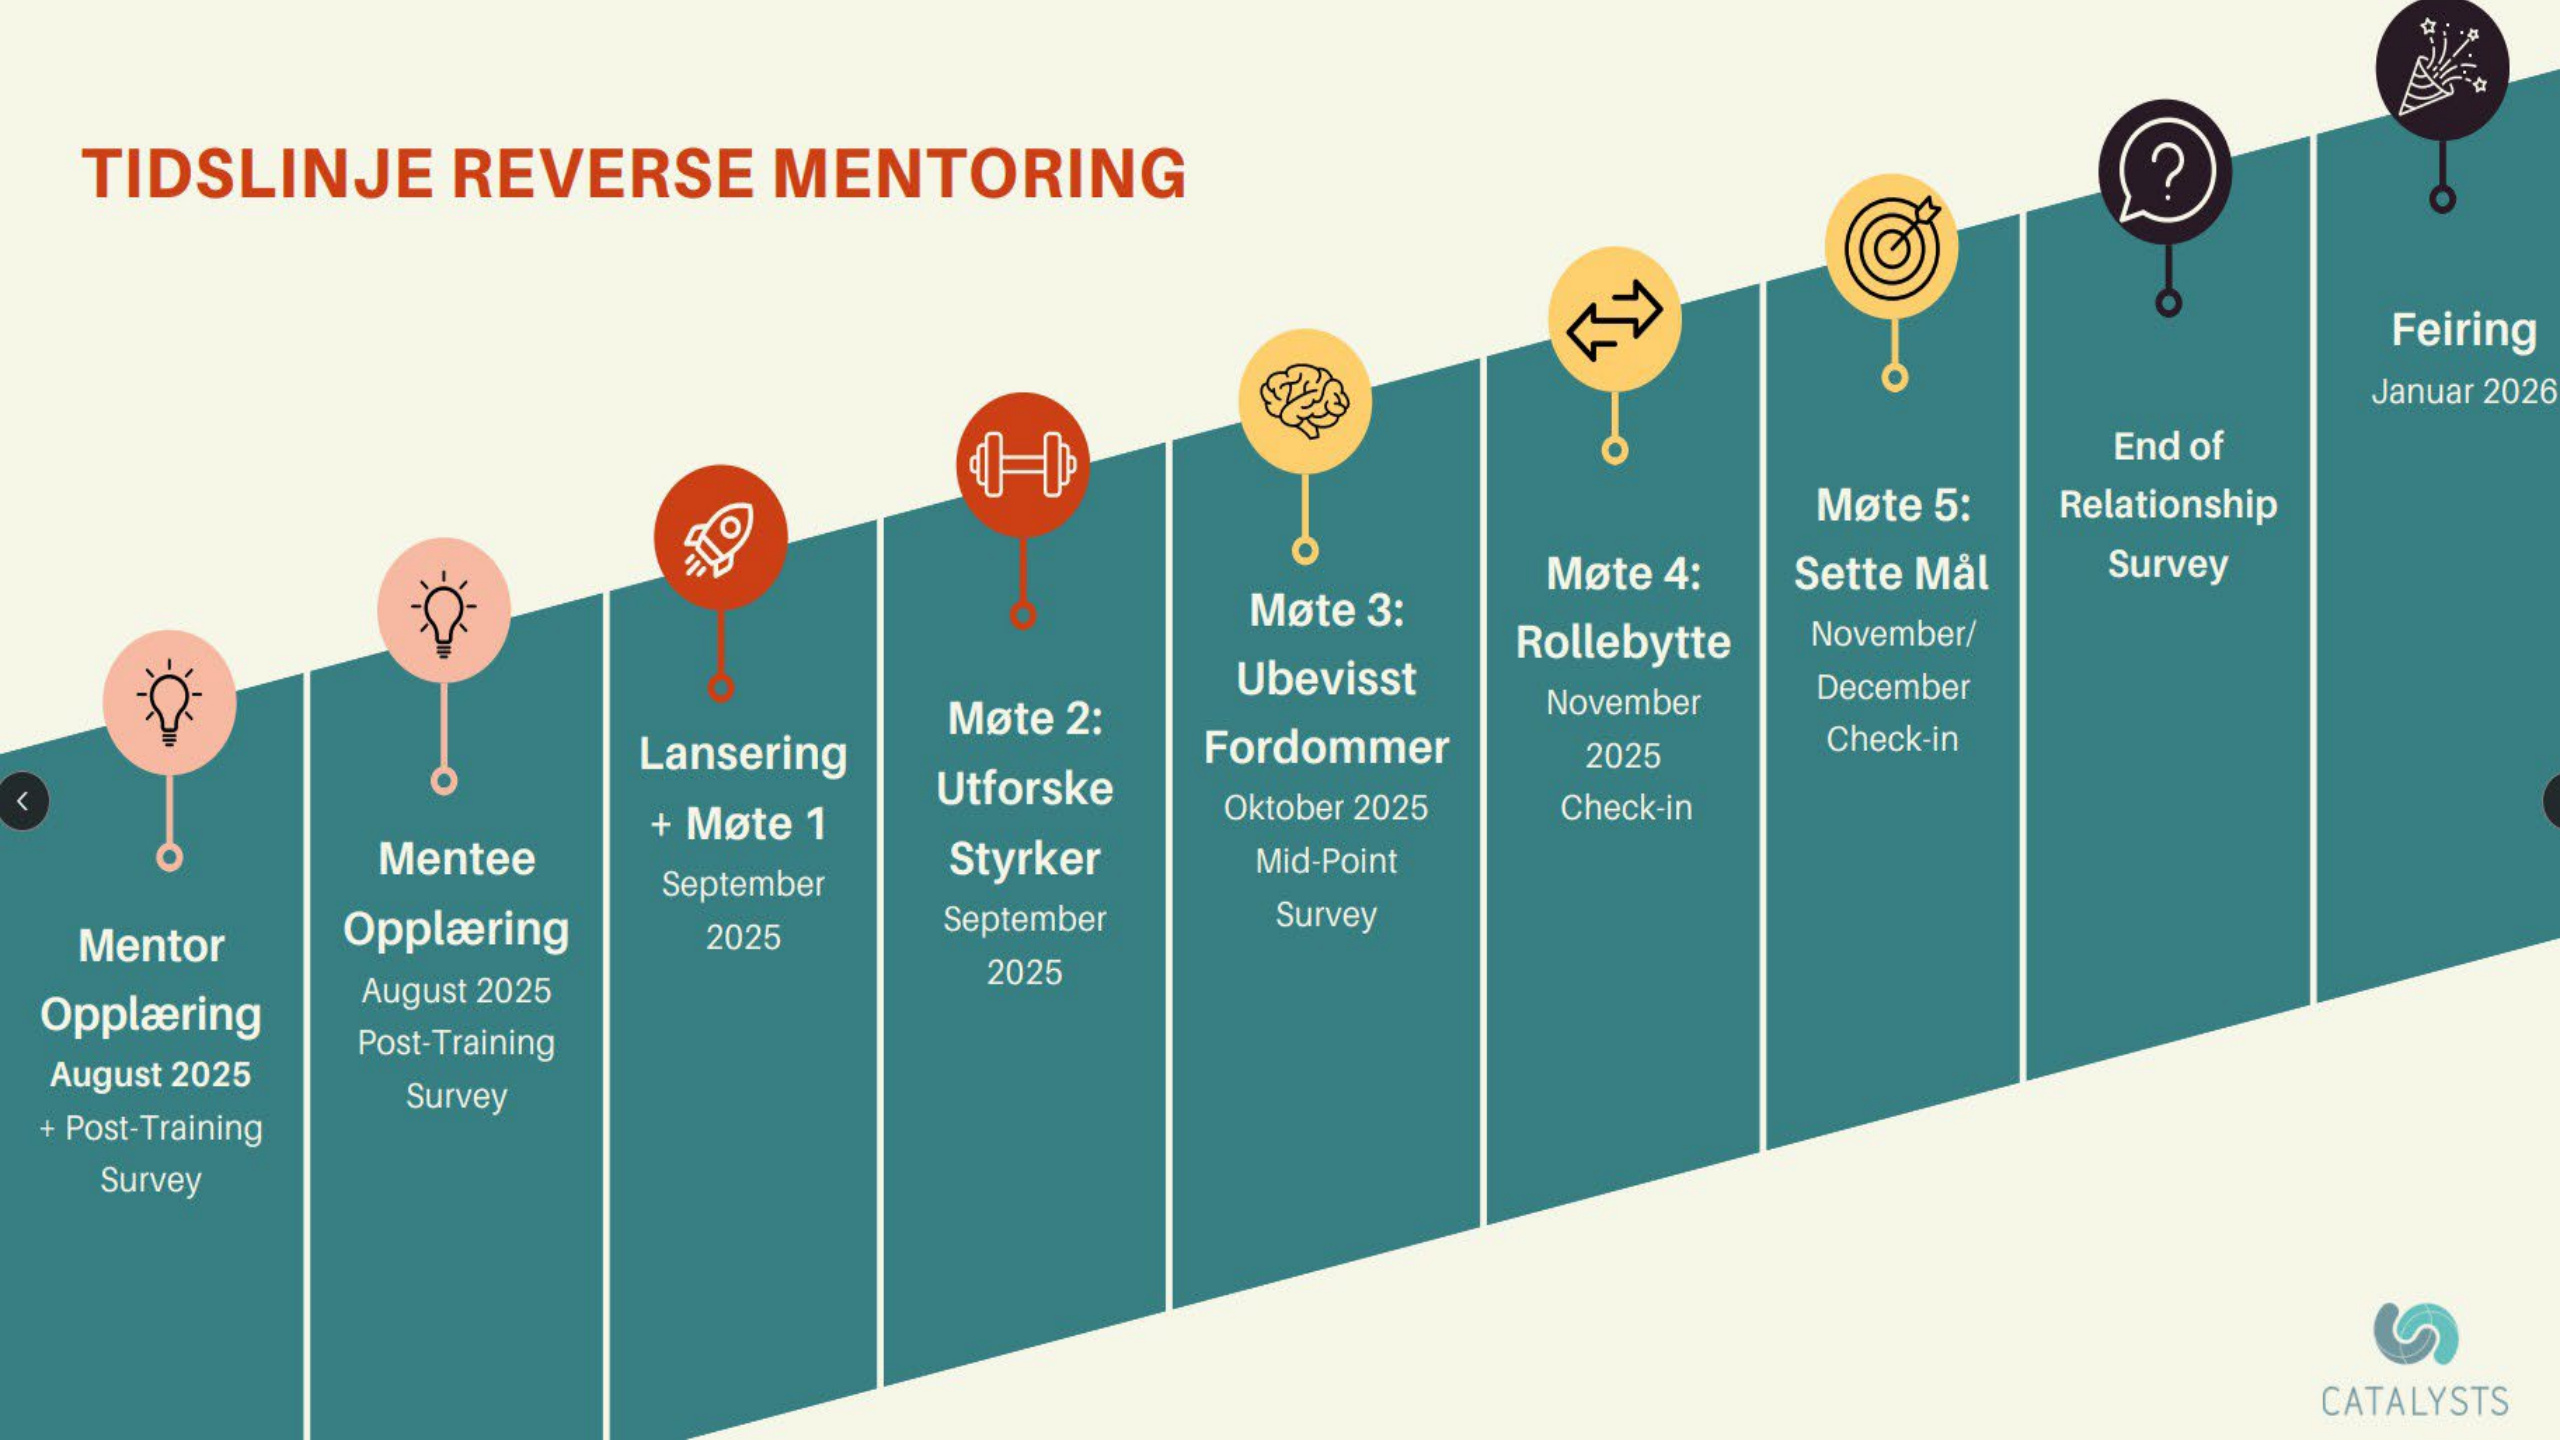 TIDSLINJE REVERSE MENTORING
Mentor
Opplæring
August 2025
+ Post-Training
Survey
Mentee
Opplæring
August 2025
Post-Training
Survey
Lansering
+ Møte 1
September
2025
Møte 2:
Utforske
Styrker
September
2025
Møte 3:
Ubevisst
Fordommer
Oktober 2025
Mid-Point
Survey
Møte 4:
Rollebytte
November
2025
Check-in
Møte 5:
Sette Mål
November/
December
Check-in
End of
Relationship
Survey
Feiring
Januar 2026
CATALYSTS